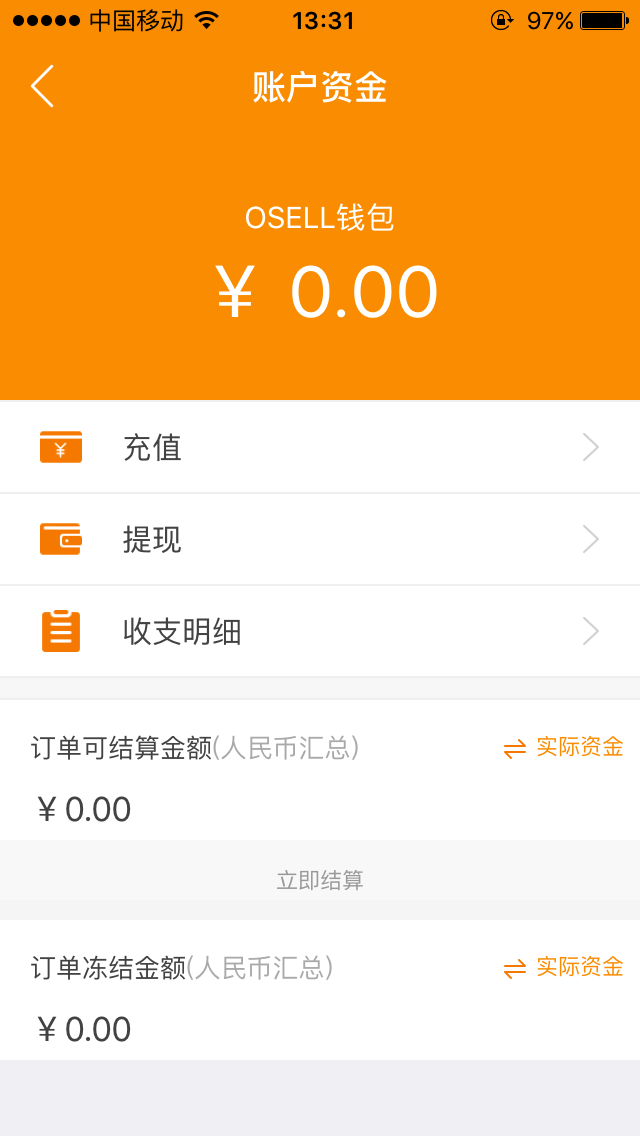 中国移动 13:31 97%
账户资金
OSELL钱包
¥ 0.00
¥ 充值
提现
收支明细
订单可结算金额(人民币汇总) 实际资金
¥ 0.00
立即结算
订单冻结金额(人民币汇总) 实际资金
¥ 0.00